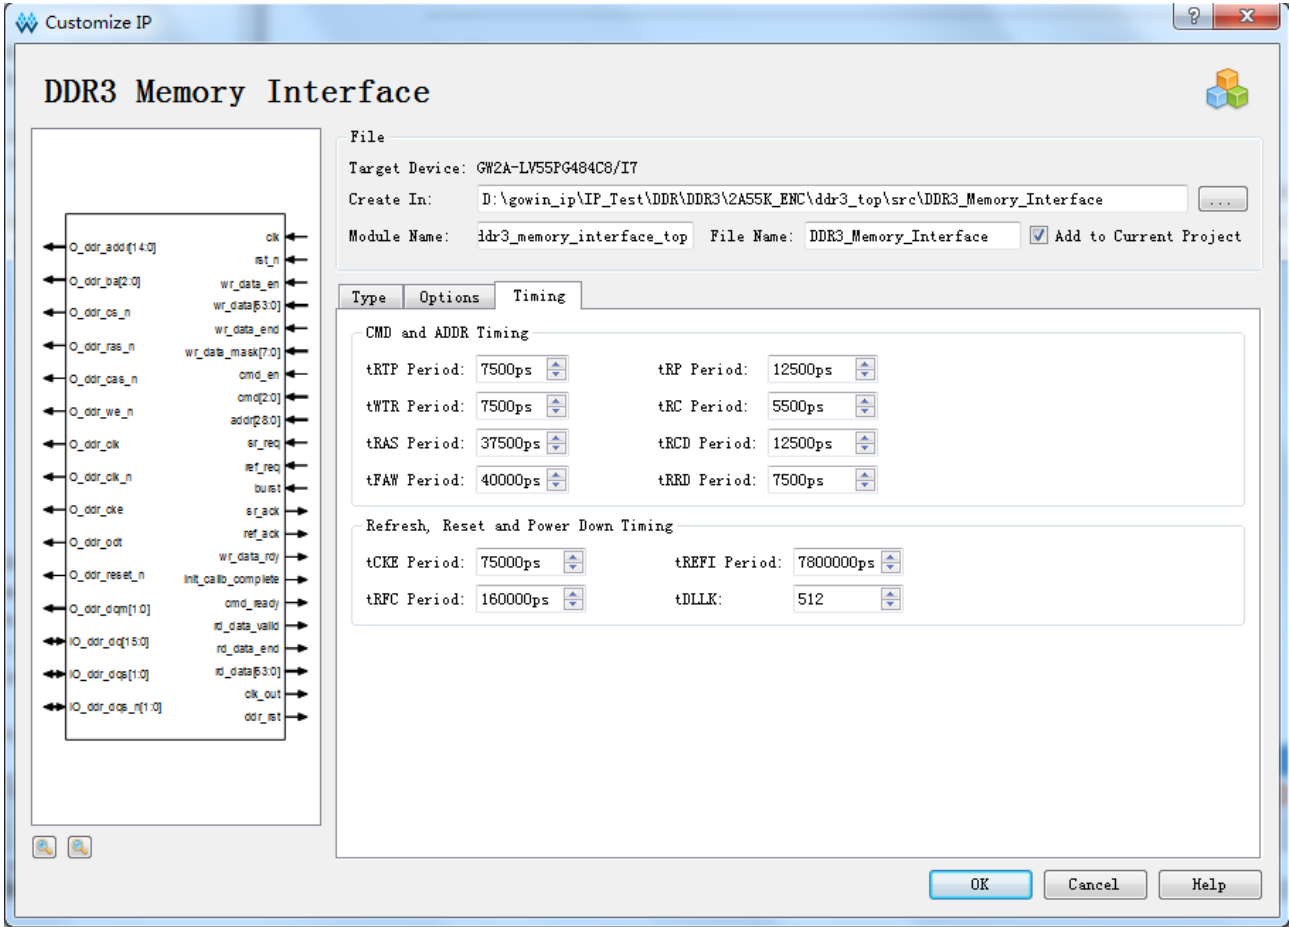 Customize IP
DDR3 Memory Interface
File
Target Device: GW2A-LV55PG484C8/I7
Create In: D:\gowin_ip\IP_Test\DDR\DDR3\2A55K_ENC\ddr3_top\src\DDR3_Memory_Interface ...
Module Name: ddr3_memory_interface_top File Name: DDR3_Memory_Interface Add to Current Project
O_ddr_addr[14:0]
O_ddr_ba[2:0]
O_ddr_cs_n
O_ddr_ras_n
O_ddr_cas_n
O_ddr_we_n
O_ddr_clk
O_ddr_clk_n
O_ddr_cke
O_ddr_odt
O_ddr_reset_n
O_ddr_dqm[1:0]
IO_ddr_dq[15:0]
IO_ddr_dqs[1:0]
IO_ddr_dqs_n[1:0]
clk
rst_n
wr_data_en
wr_data[63:0]
wr_data_end
wr_data_mask[7:0]
cmd_en
cmd[2:0]
addr[28:0]
sr_req
ref_req
burst
sr_ack
ref_ack
wr_data_rdy
init_calib_complete
cmd_ready
rd_data_valid
rd_data_end
rd_data[63:0]
clk_out
ddr_rst
Type Options Timing
CMD and ADDR Timing
tRTP Period: 7500ps tRP Period: 12500ps
tWTR Period: 7500ps tRC Period: 5500ps
tRAS Period: 37500ps tRCD Period: 12500ps
tFAW Period: 40000ps tRRD Period: 7500ps
Refresh, Reset and Power Down Timing
tCKE Period: 75000ps tREFI Period: 7800000ps
tRFC Period: 160000ps tDLLK: 512
OK Cancel Help